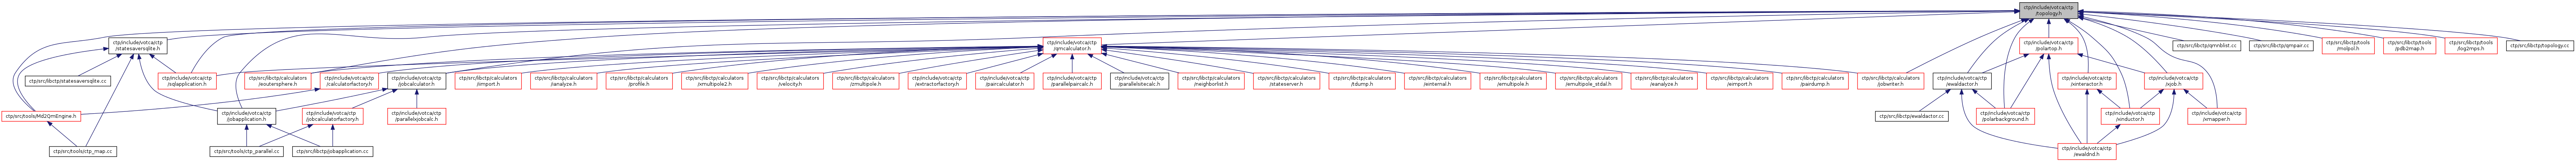 ctp/include/votca/ctp
/topology.h
ctp/include/votca/ctp
/statesaversqlite.h
ctp/include/votca/ctp
/qmcalculator.h
ctp/include/votca/ctp
/polartop.h
ctp/src/libctp/qmnblist.cc
ctp/src/libctp/qmpair.cc
ctp/src/libctp/tools
/molpol.h
ctp/src/libctp/tools
/pdb2map.h
ctp/src/libctp/tools
/log2mps.h
ctp/src/libctp/topology.cc
ctp/src/libctp/statesaversqlite.cc
ctp/include/votca/ctp
/sqlapplication.h
ctp/src/libctp/calculators
/eoutersphere.h
ctp/include/votca/ctp
/calculatorfactory.h
ctp/include/votca/ctp
/jobcalculator.h
ctp/src/libctp/calculators
/iimport.h
ctp/src/libctp/calculators
/ianalyze.h
ctp/src/libctp/calculators
/profile.h
ctp/src/libctp/calculators
/xmultipole2.h
ctp/src/libctp/calculators
/velocity.h
ctp/src/libctp/calculators
/zmultipole.h
ctp/include/votca/ctp
/extractorfactory.h
ctp/include/votca/ctp
/paircalculator.h
ctp/include/votca/ctp
/parallelpaircalc.h
ctp/include/votca/ctp
/parallelsitecalc.h
ctp/src/libctp/calculators
/neighborlist.h
ctp/src/libctp/calculators
/stateserver.h
ctp/src/libctp/calculators
/tdump.h
ctp/src/libctp/calculators
/einternal.h
ctp/src/libctp/calculators
/emultipole.h
ctp/src/libctp/calculators
/emultipole_stdal.h
ctp/src/libctp/calculators
/eanalyze.h
ctp/src/libctp/calculators
/eimport.h
ctp/src/libctp/calculators
/pairdump.h
ctp/src/libctp/calculators
/jobwriter.h
ctp/include/votca/ctp
/ewaldactor.h
ctp/include/votca/ctp
/xinteractor.h
ctp/include/votca/ctp
/xjob.h
ctp/src/tools/Md2QmEngine.h
ctp/include/votca/ctp
/jobapplication.h
ctp/include/votca/ctp
/jobcalculatorfactory.h
ctp/include/votca/ctp
/parallelxjobcalc.h
ctp/src/libctp/ewaldactor.cc
ctp/include/votca/ctp
/polarbackground.h
ctp/include/votca/ctp
/xinductor.h
ctp/include/votca/ctp
/xmapper.h
ctp/src/tools/ctp_map.cc
ctp/src/tools/ctp_parallel.cc
ctp/src/libctp/jobapplication.cc
ctp/include/votca/ctp
/ewaldnd.h